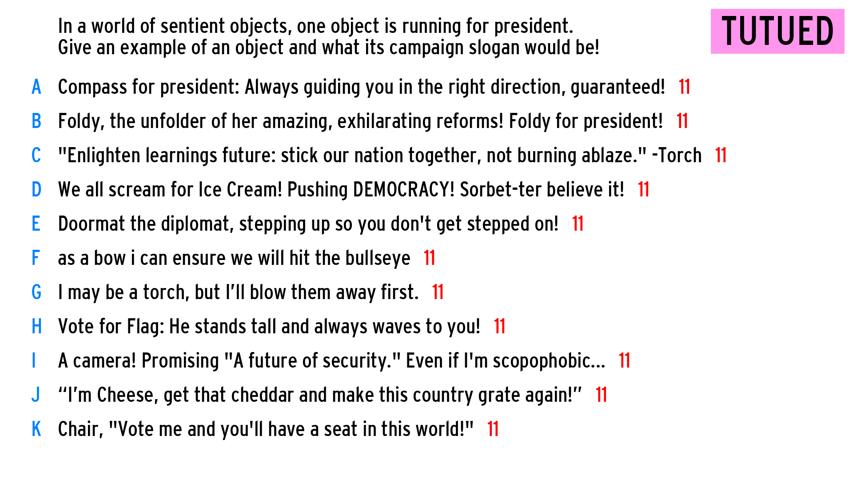 In a world of sentient objects, one object is running for president.
Give an example of an object and what its campaign slogan would be!
TUTUED
A Compass for president: Always guiding you in the right direction, guaranteed! 11
B Foldy, the unfolder of her amazing, exhilarating reforms! Foldy for president! 11
C "Enlighten learnings future: stick our nation together, not burning ablaze." -Torch 11
D We all scream for Ice Cream! Pushing DEMOCRACY! Sorbet-ter believe it! 11
E Doormat the diplomat, stepping up so you don't get stepped on! 11
F as a bow i can ensure we will hit the bullseye 11
G I may be a torch, but I’ll blow them away first. 11
H Vote for Flag: He stands tall and always waves to you! 11
I A camera! Promising "A future of security." Even if I'm scopophobic... 11
J “I’m Cheese, get that cheddar and make this country grate again!” 11
K Chair, "Vote me and you'll have a seat in this world!" 11